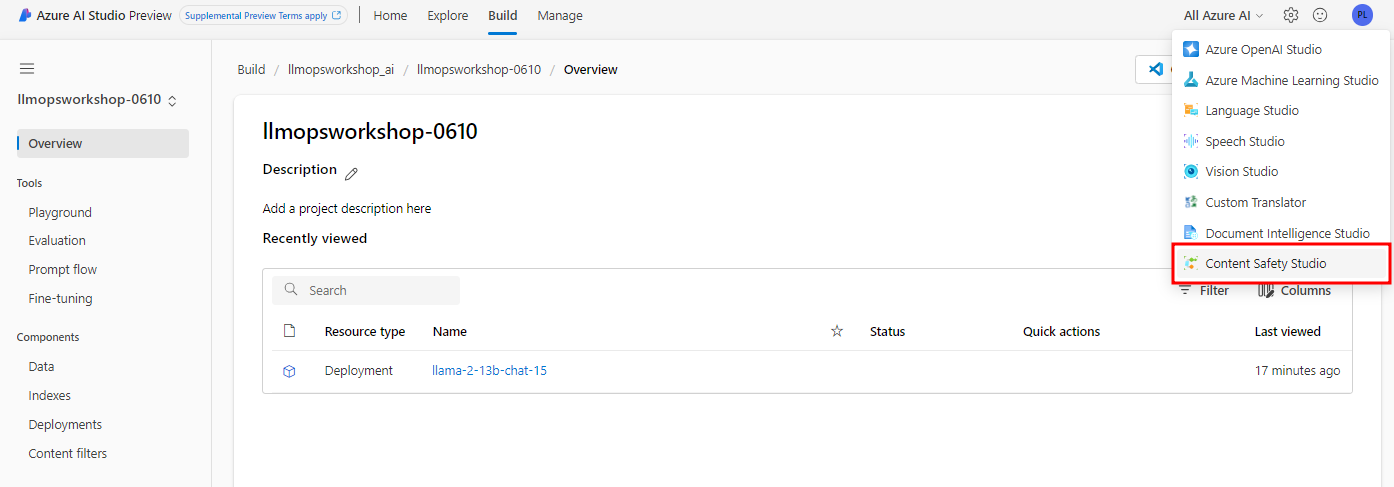 Azure AI Studio Preview
Supplemental Preview Terms apply
Home
Explore
Build
Manage
All Azure AI
PL
Azure OpenAI Studio
Azure Machine Learning Studio
Language Studio
Speech Studio
Vision Studio
Custom Translator
Document Intelligence Studio
Content Safety Studio
llmopsworkshop-0610
Overview
Tools
Playground
Evaluation
Prompt flow
Fine-tuning
Components
Data
Indexes
Deployments
Content filters
Build / llmopsworkshop_ai / llmopsworkshop-0610 / Overview
llmopsworkshop-0610
Description
Add a project description here
Recently viewed
Search
Filter
Columns
Resource type
Name
Status
Quick actions
Last viewed
Deployment
llama-2-13b-chat-15
17 minutes ago